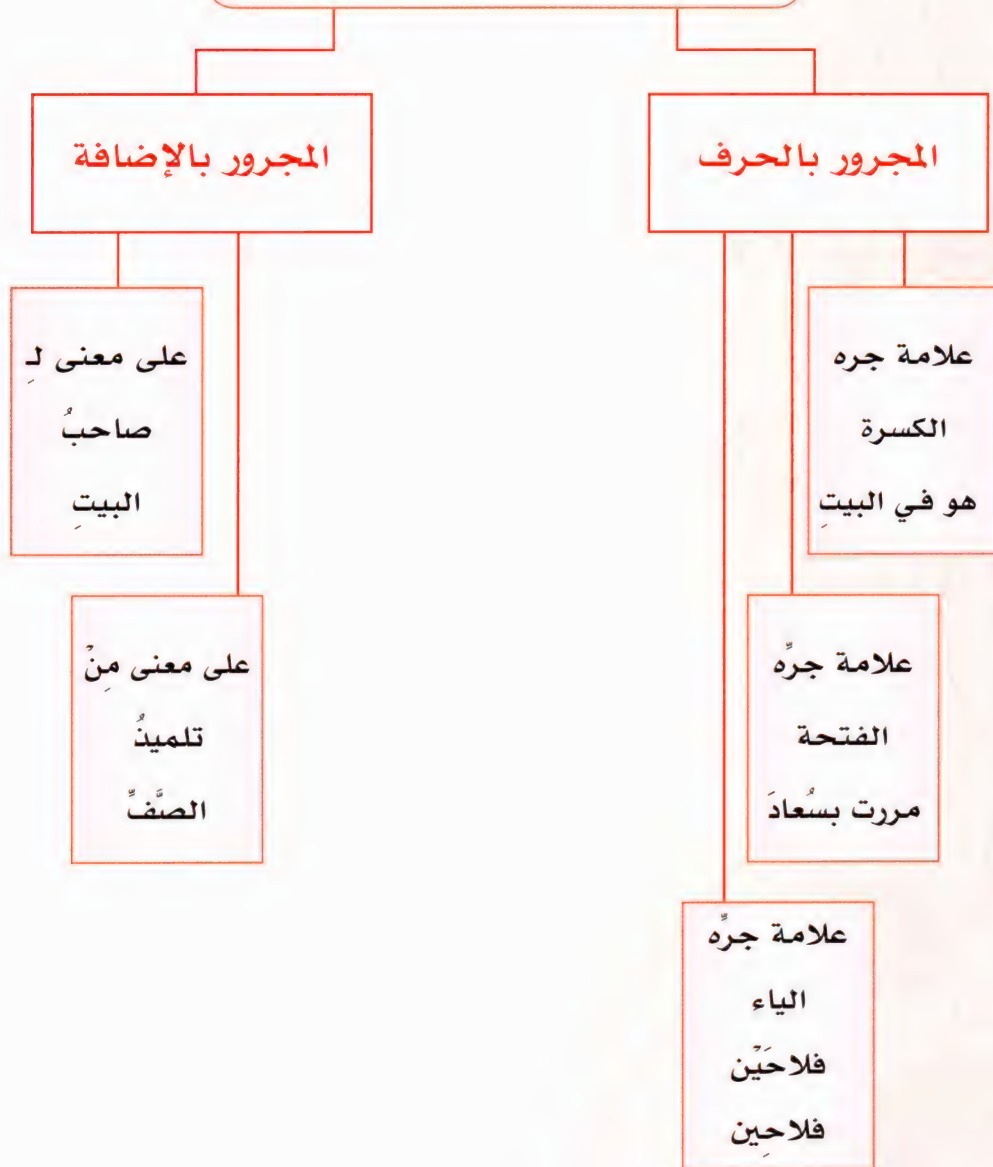 المجرور بالحرف
المجرور بالإضافة
علامة جره
الكسرة
هو في البيتِ
علامة جرِّه
الفتحة
مررت بسُعادَ
علامة جرِّه
الياء
فلاحَيْن
فلاحِين
على معنى لـِ
صاحبُ
البيتِ
على معنى مِنْ
تلميذُ
الصَّفِّ